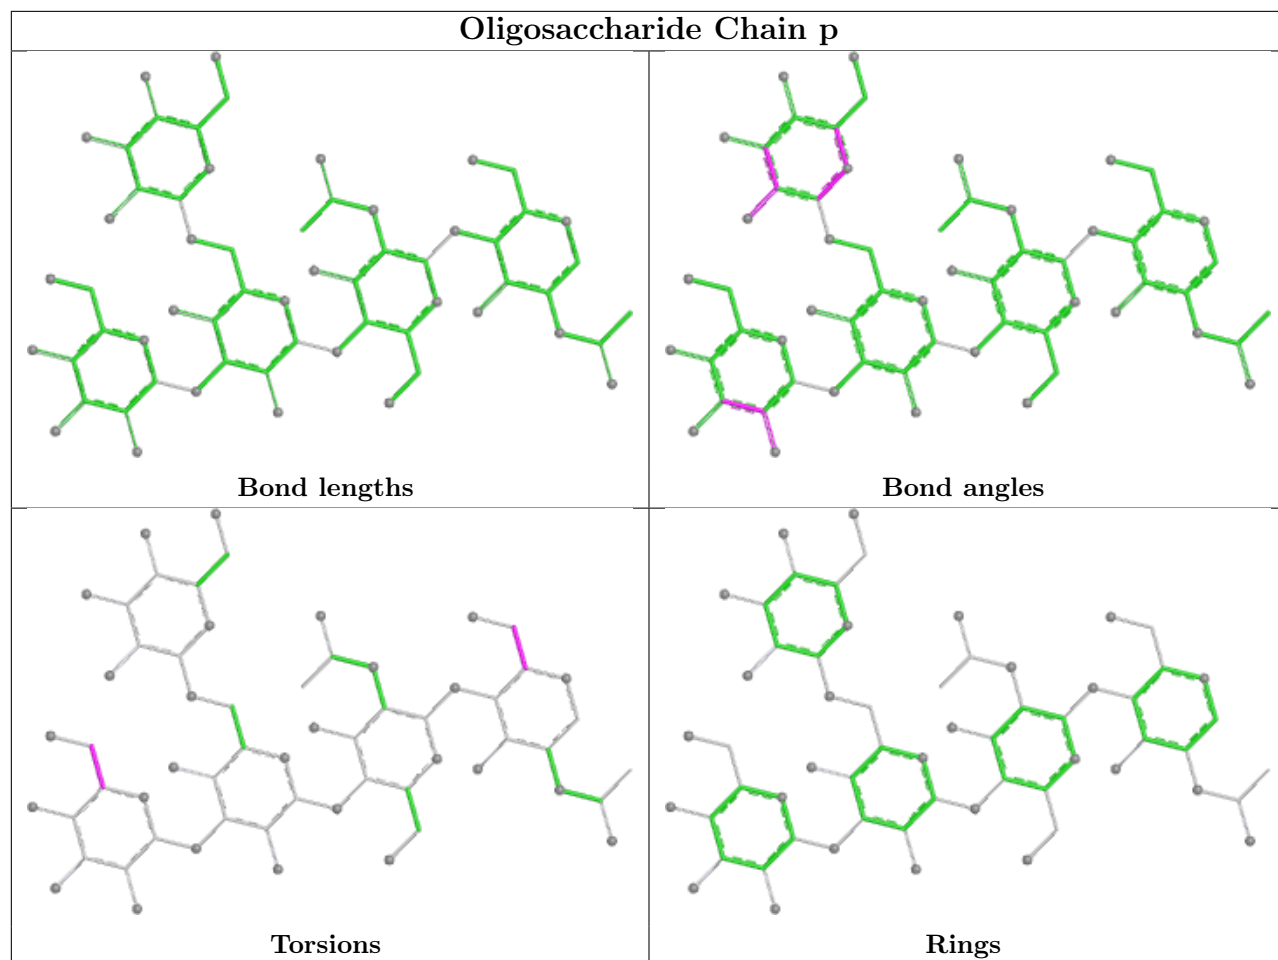 Oligosaccharide Chain p
Bond lengths
Bond angles
Torsions
Rings